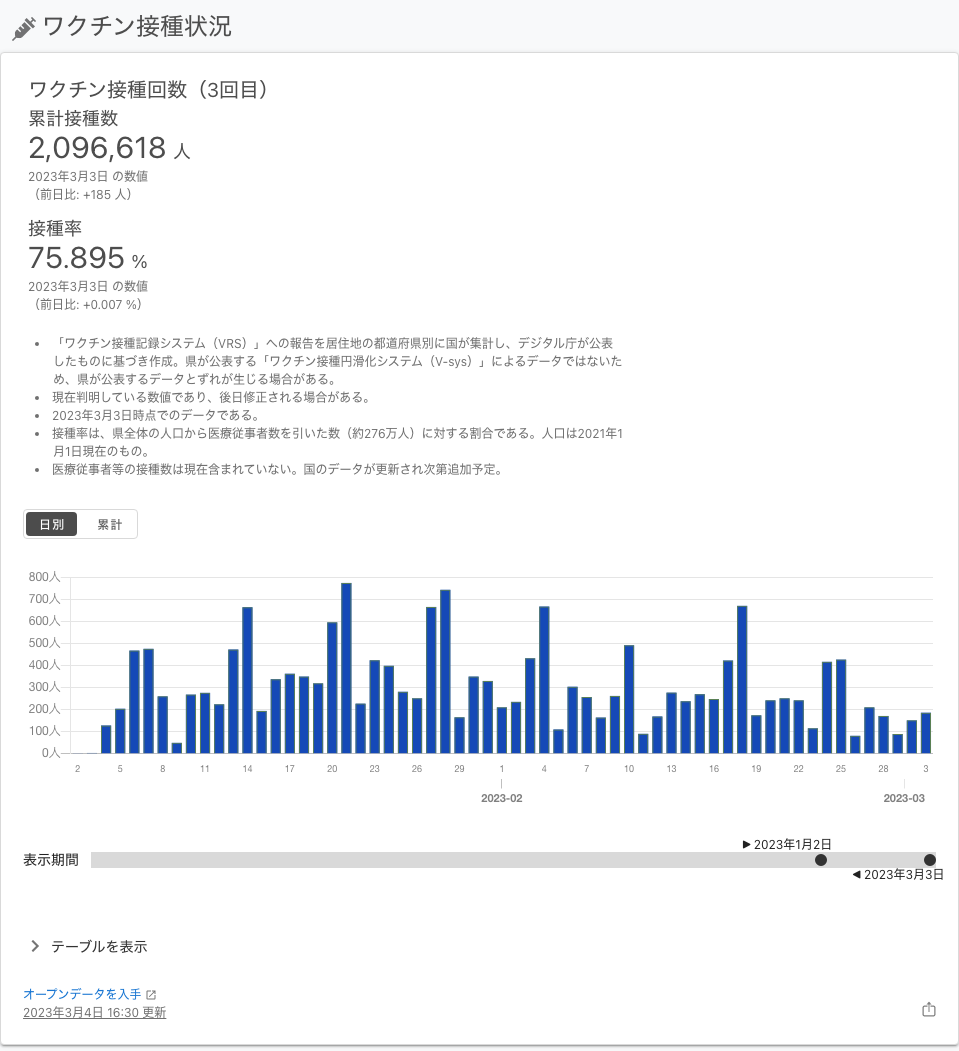 ワクチン接種状況
ワクチン接種回数（3回目）
累計接種数
2,096,618 人
2023年3月3日 の数値
（前日比: +185 人）
接種率
75.895 %
2023年3月3日 の数値
（前日比: +0.007 %）
• 「ワクチン接種記録システム（VRS）」への報告を居住地の都道府県別に国が集計し、デジタル庁が公表
したものに基づき作成。県が公表する「ワクチン接種円滑化システム（V-sys）」によるデータではないた
め、県が公表するデータとずれが生じる場合がある。
• 現在判明している数値であり、後日修正される場合がある。
• 2023年3月3日時点でのデータである。
• 接種率は、県全体の人口から医療従事者数を引いた数（約276万人）に対する割合である。人口は2021年1
月1日現在のもの。
• 医療従事者等の接種数は現在含まれていない。国のデータが更新され次第追加予定。
日別 累計
800人
700人
600人
500人
400人
300人
200人
100人
0人
2 5 8 11 14 17 20 23 26 29 1 4 7 10 13 16 19 22 25 28 3
2023-02 2023-03
▶ 2023年1月2日
表示期間
◀ 2023年3月3日
テーブルを表示
オープンデータを入手
2023年3月4日 16:30 更新